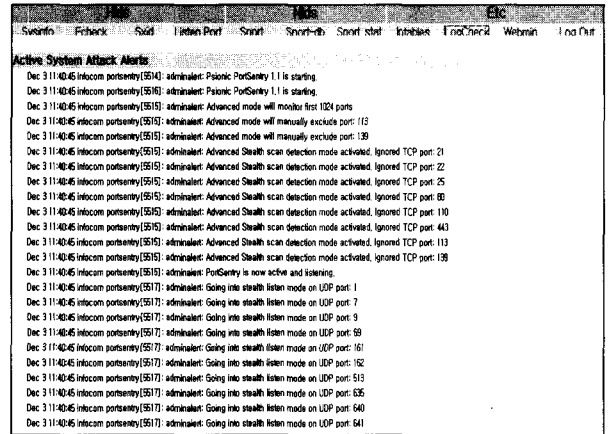 Hids Nids Etc
Sysinfo Fcheck Sxid Listen Port Snort Snort-db Snort stat Iptables LogCheck Webmin Log Out
Active System Attack Alerts
Dec 3 11:40:45 infocom portsentry[5514]: adminalert: Psionic PortSentry 1.1 is starting.
Dec 3 11:40:45 infocom portsentry[5516]: adminalert: Psionic PortSentry 1.1 is starting.
Dec 3 11:40:45 infocom portsentry[5515]: adminalert: Advanced mode will monitor first 1024 ports
Dec 3 11:40:45 infocom portsentry[5515]: adminalert: Advanced mode will manually exclude port: 113
Dec 3 11:40:45 infocom portsentry[5515]: adminalert: Advanced mode will manually exclude port: 139
Dec 3 11:40:45 infocom portsentry[5515]: adminalert: Advanced Stealth scan detection mode activated. Ignored TCP port: 21
Dec 3 11:40:45 infocom portsentry[5515]: adminalert: Advanced Stealth scan detection mode activated. Ignored TCP port: 22
Dec 3 11:40:45 infocom portsentry[5515]: adminalert: Advanced Stealth scan detection mode activated. Ignored TCP port: 25
Dec 3 11:40:45 infocom portsentry[5515]: adminalert: Advanced Stealth scan detection mode activated. Ignored TCP port: 80
Dec 3 11:40:45 infocom portsentry[5515]: adminalert: Advanced Stealth scan detection mode activated. Ignored TCP port: 110
Dec 3 11:40:45 infocom portsentry[5515]: adminalert: Advanced Stealth scan detection mode activated. Ignored TCP port: 443
Dec 3 11:40:45 infocom portsentry[5515]: adminalert: Advanced Stealth scan detection mode activated. Ignored TCP port: 113
Dec 3 11:40:45 infocom portsentry[5515]: adminalert: Advanced Stealth scan detection mode activated. Ignored TCP port: 139
Dec 3 11:40:45 infocom portsentry[5515]: adminalert: PortSentry is now active and listening.
Dec 3 11:40:45 infocom portsentry[5517]: adminalert: Going into stealth listen mode on UDP port: 1
Dec 3 11:40:45 infocom portsentry[5517]: adminalert: Going into stealth listen mode on UDP port: 7
Dec 3 11:40:45 infocom portsentry[5517]: adminalert: Going into stealth listen mode on UDP port: 9
Dec 3 11:40:45 infocom portsentry[5517]: adminalert: Going into stealth listen mode on UDP port: 69
Dec 3 11:40:45 infocom portsentry[5517]: adminalert: Going into stealth listen mode on UDP port: 161
Dec 3 11:40:45 infocom portsentry[5517]: adminalert: Going into stealth listen mode on UDP port: 162
Dec 3 11:40:45 infocom portsentry[5517]: adminalert: Going into stealth listen mode on UDP port: 513
Dec 3 11:40:45 infocom portsentry[5517]: adminalert: Going into stealth listen mode on UDP port: 635
Dec 3 11:40:45 infocom portsentry[5517]: adminalert: Going into stealth listen mode on UDP port: 640
Dec 3 11:40:45 infocom portsentry[5517]: adminalert: Going into stealth listen mode on UDP port: 641